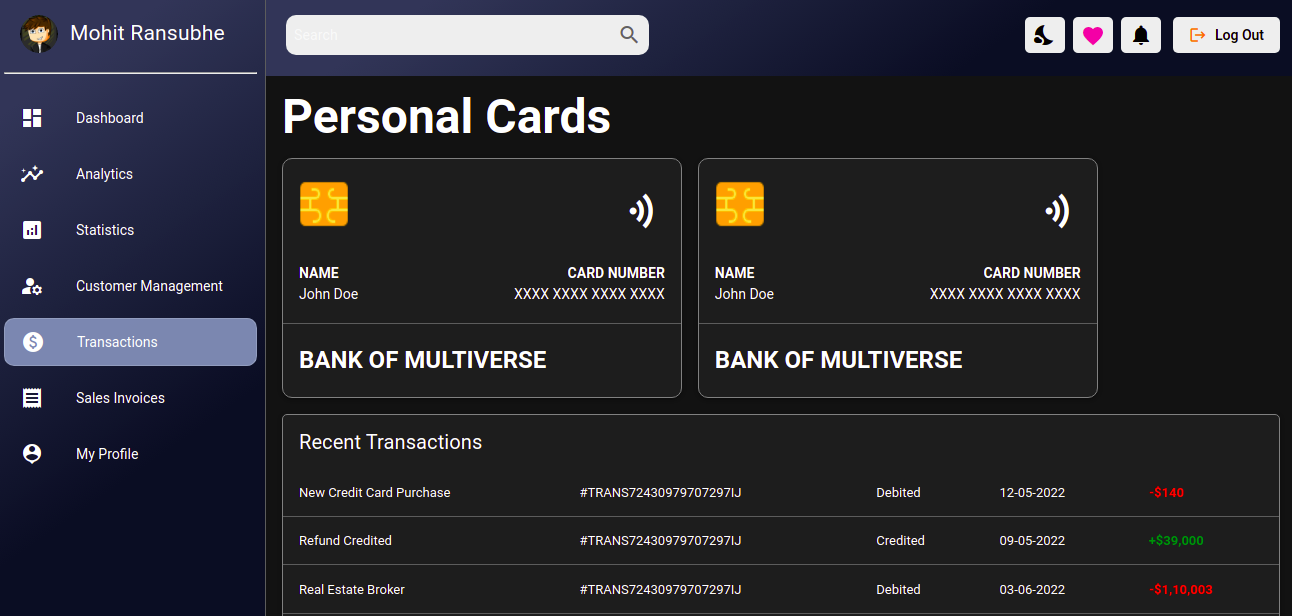 Mohit Ransubhe
Search
Log Out
Dashboard
Analytics
Statistics
Customer Management
Transactions
Sales Invoices
My Profile
Personal Cards
NAME CARD NUMBER
John Doe XXXX XXXX XXXX XXXX
BANK OF MULTIVERSE
NAME CARD NUMBER
John Doe XXXX XXXX XXXX XXXX
BANK OF MULTIVERSE
Recent Transactions
New Credit Card Purchase #TRANS72430979707297IJ Debited 12-05-2022 -$140
Refund Credited #TRANS72430979707297IJ Credited 09-05-2022 +$39,000
Real Estate Broker #TRANS72430979707297IJ Debited 03-06-2022 -$1,10,003